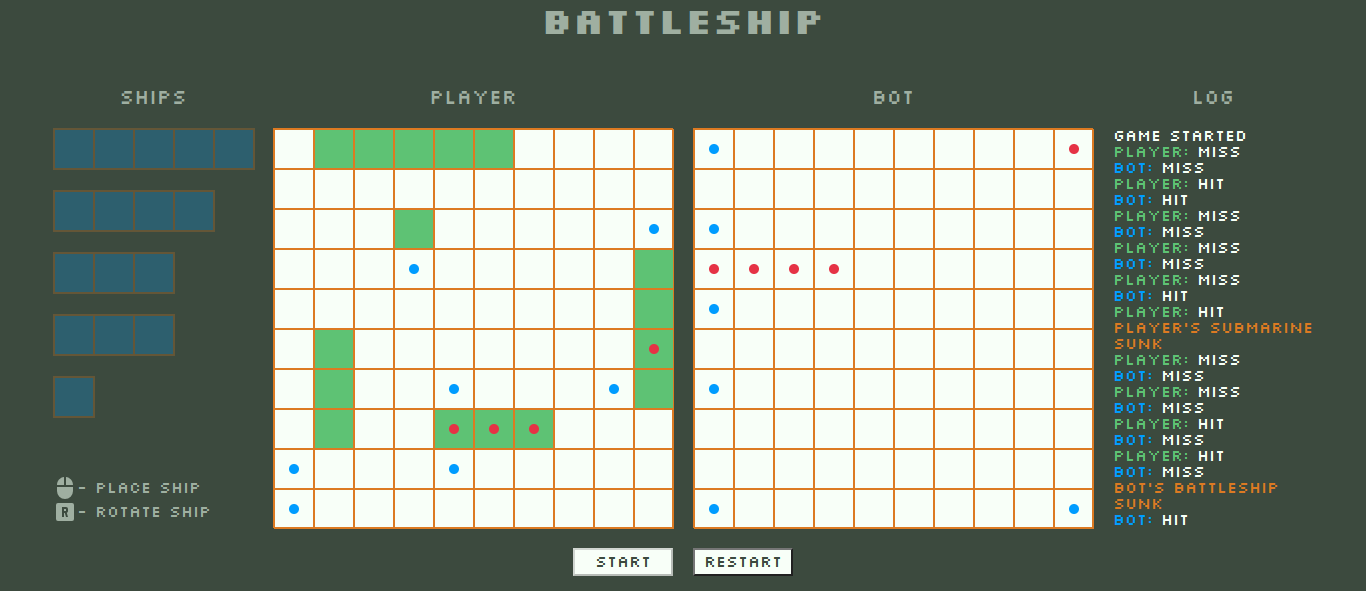 BATTLESHIP
SHIPS
PLAYER
BOT
LOG
GAME STARTED
PLAYER: MISS
BOT: MISS
PLAYER: HIT
BOT: HIT
PLAYER: MISS
BOT: MISS
PLAYER: MISS
BOT: MISS
PLAYER: MISS
BOT: HIT
PLAYER: HIT
PLAYER'S SUBMARINE
SUNK
PLAYER: MISS
BOT: MISS
PLAYER: MISS
BOT: MISS
PLAYER: HIT
BOT: MISS
PLAYER: HIT
BOT: MISS
BOT'S BATTLESHIP
SUNK
BOT: HIT
- PLACE SHIP
R - ROTATE SHIP
START
RESTART